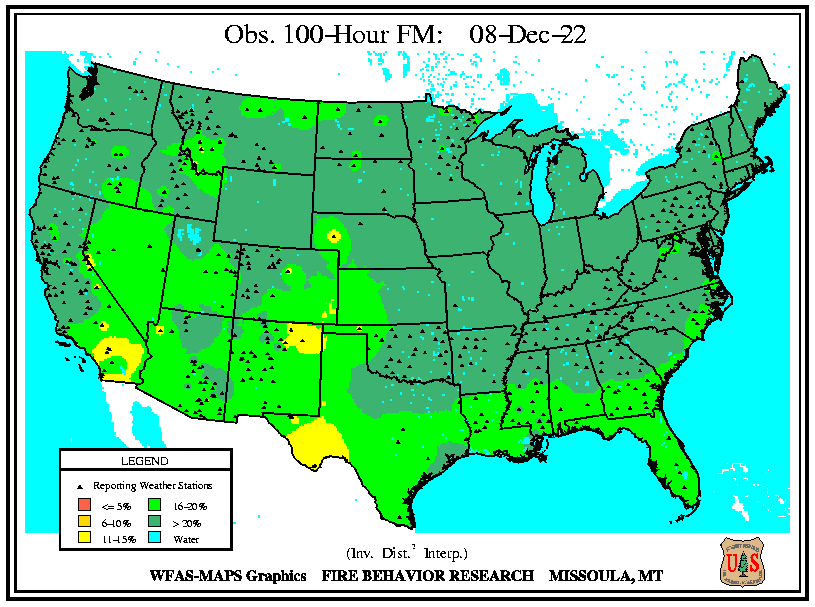 Obs. 100-Hour FM: 08-Dec-22
LEGEND
Reporting Weather Stations
<= 5% 16-20%
6-10% > 20%
11-15% Water
(Inv. Dist.² Interp.)
WFAS-MAPS Graphics FIRE BEHAVIOR RESEARCH MISSOULA, MT
U S